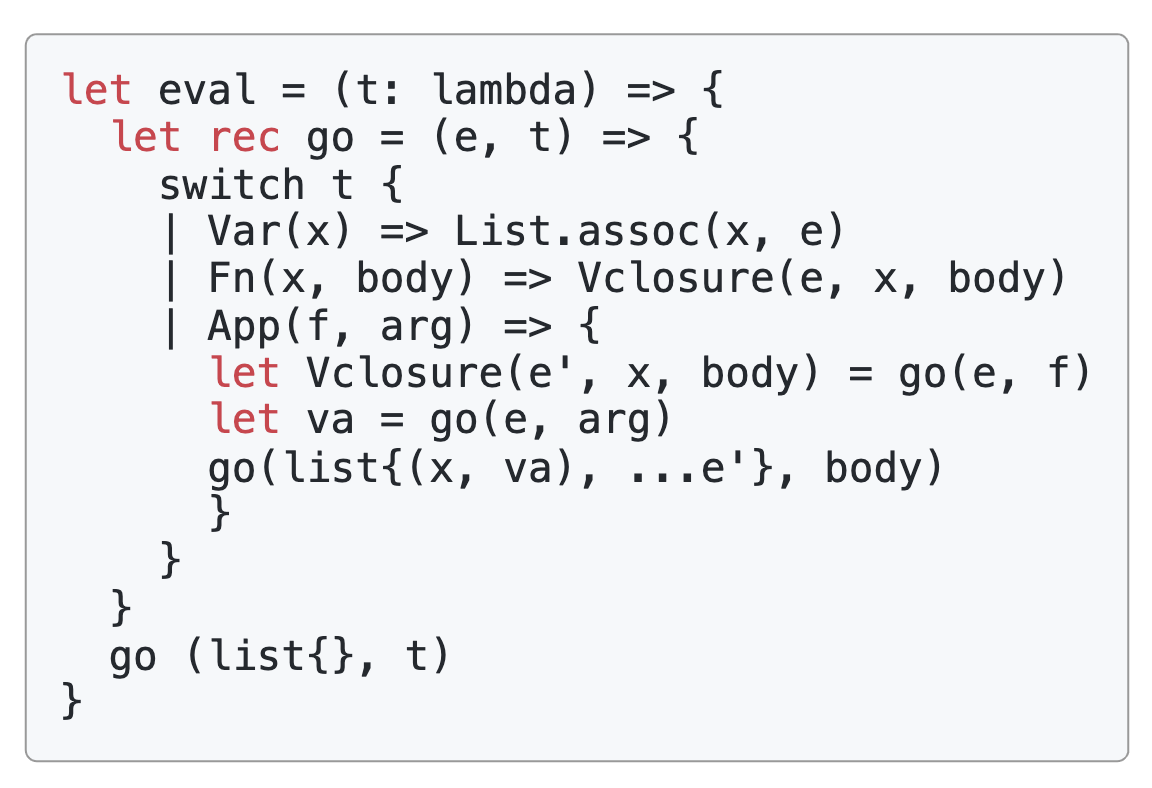 let eval = (t: lambda) => {
  let rec go = (e, t) => {
    switch t {
    | Var(x) => List.assoc(x, e)
    | Fn(x, body) => Vclosure(e, x, body)
    | App(f, arg) => {
      let Vclosure(e', x, body) = go(e, f)
      let va = go(e, arg)
      go(list{(x, va), ...e'}, body)
      }
    }
  }
  go (list{}, t)
}